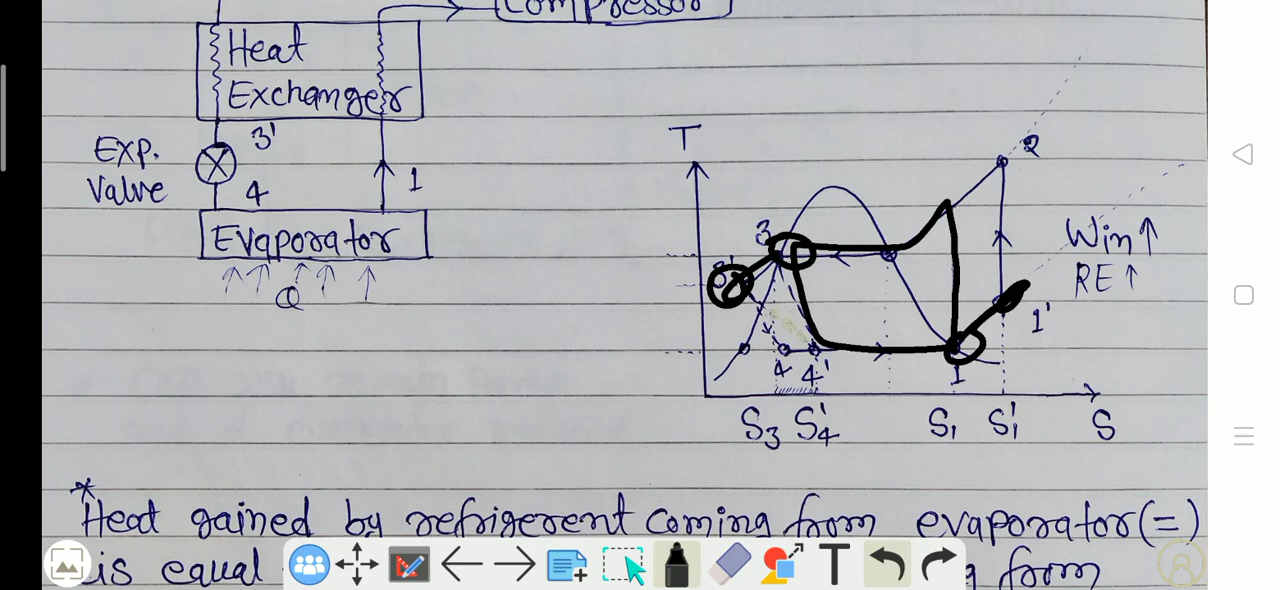 Compressor
Heat
Exchanger
3'
EXP.
Valve
4
1
Evaporator
Q
T
2
3
3'
Win↑
RE↑
1'
4
4'
1
S3
S4'
S1
S1'
S
*
Heat gained by refrigerent coming from evaporator(=)
is equal
g from
T